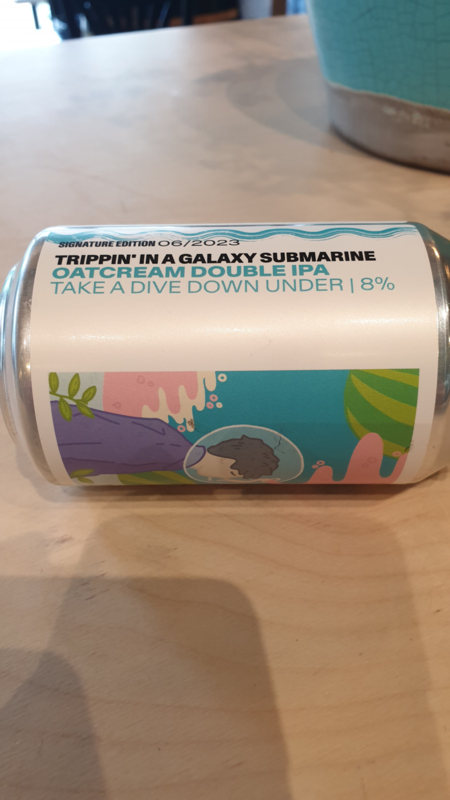 SIGNATURE EDITION 06/2023
TRIPPIN' IN A GALAXY SUBMARINE
OATCREAM DOUBLE IPA
TAKE A DIVE DOWN UNDER | 8%